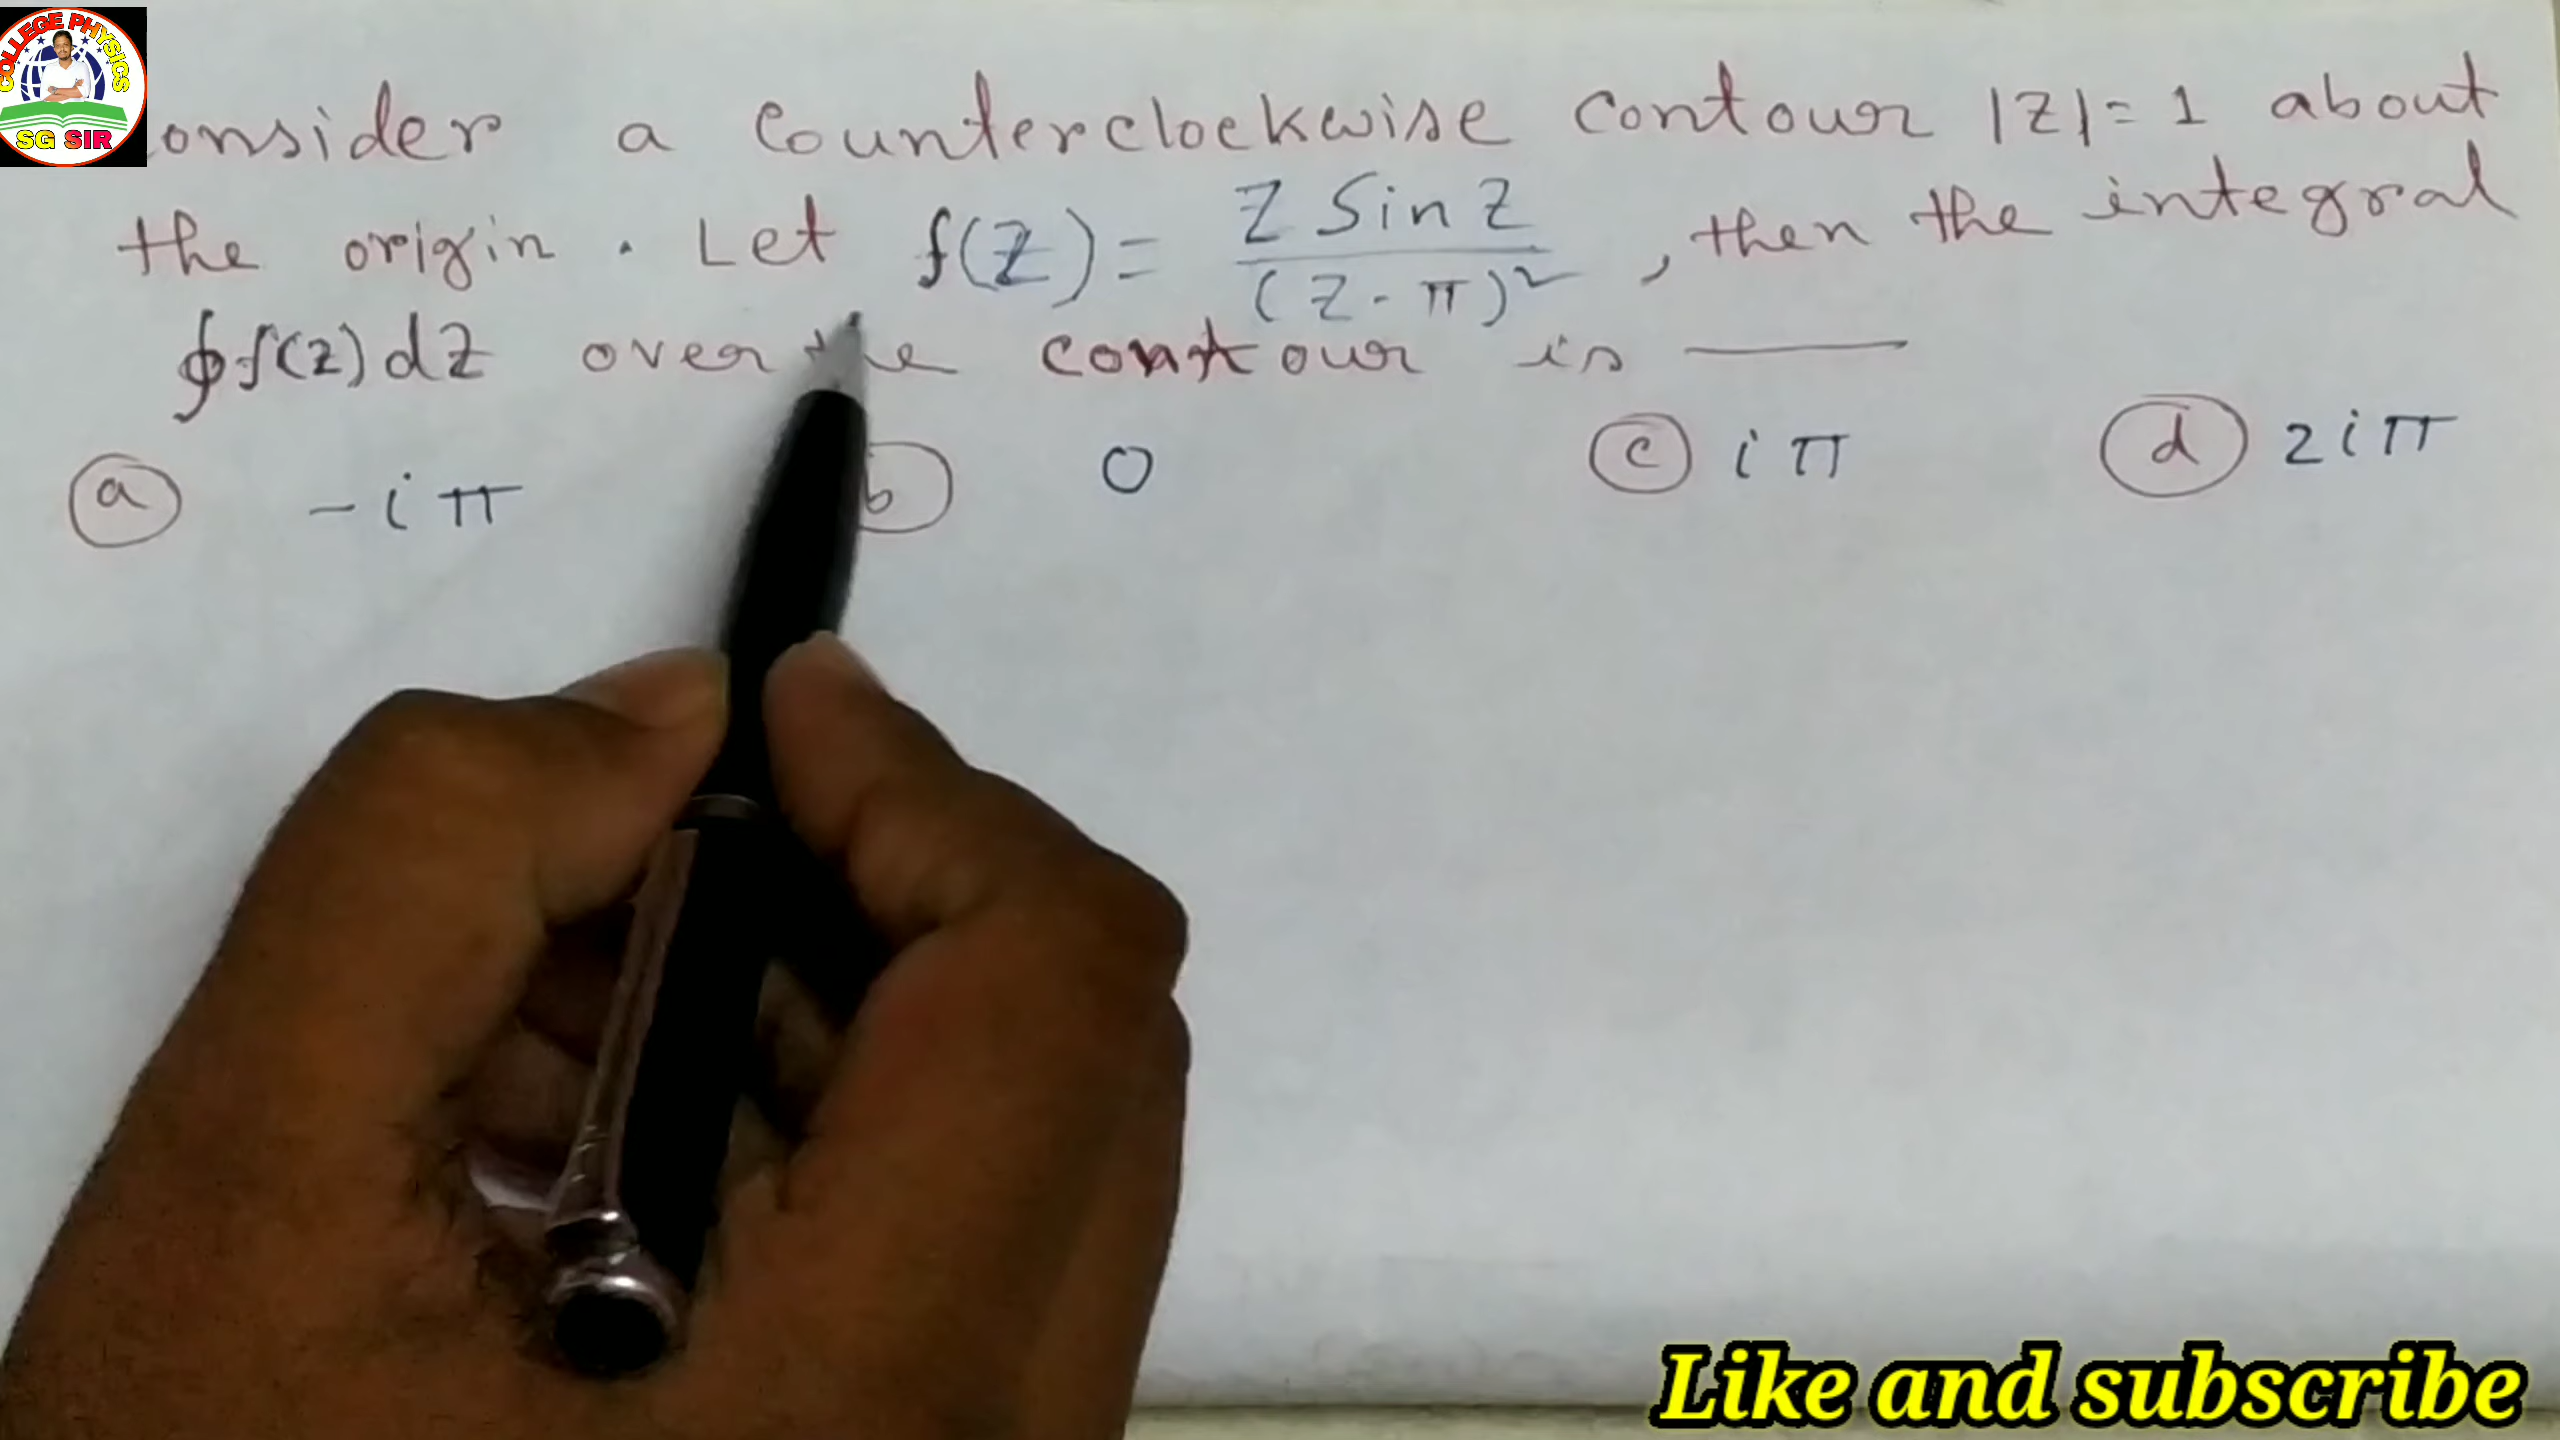 COLLEGE PHYSICS
SG SIR
onsider a counterclockwise contour |z|= 1 about
the origin . Let f(z) = z Sin z / (z - π)² , then the integral
∮f(z)dz over the contour is ———
(a) -iπ (b) 0 (c) iπ (d) 2iπ
Like and subscribe